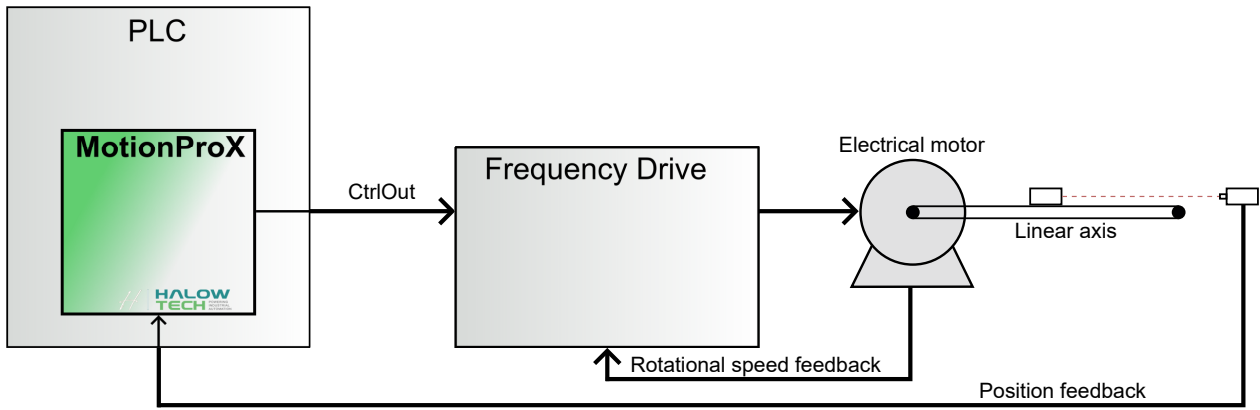 PLC
MotionProX
HALOW
TECH
CtrlOut
Frequency Drive
Electrical motor
Linear axis
Rotational speed feedback
Position feedback